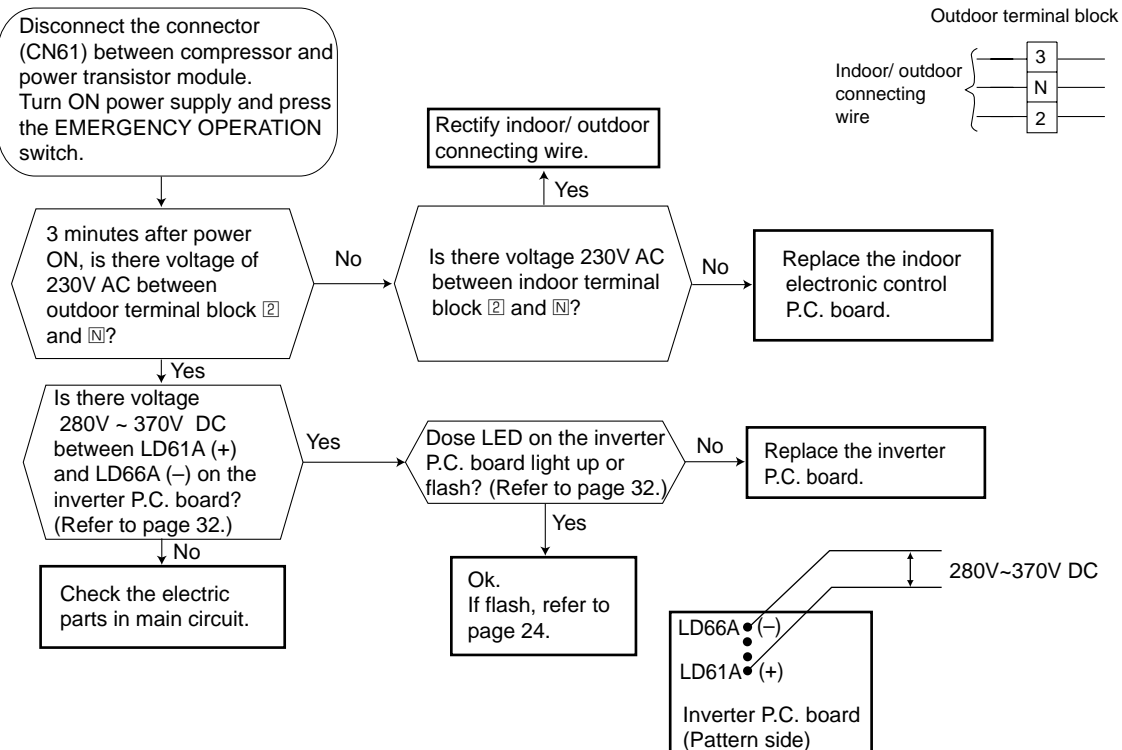 Disconnect the connector
(CN61) between compressor and
power transistor module.
Turn ON power supply and press
the EMERGENCY OPERATION
switch.
Outdoor terminal block
Indoor/ outdoor
connecting
wire
3
N
2
Rectify indoor/ outdoor
connecting wire.
Yes
3 minutes after power
ON, is there voltage of
230V AC between
outdoor terminal block 2
and N?
No
Is there voltage 230V AC
between indoor terminal
block 2 and N?
No
Replace the indoor
electronic control
P.C. board.
Yes
Is there voltage
280V ~ 370V DC
between LD61A (+)
and LD66A (–) on the
inverter P.C. board?
(Refer to page 32.)
Yes
Dose LED on the inverter
P.C. board light up or
flash? (Refer to page 32.)
No
Replace the inverter
P.C. board.
No
Check the electric
parts in main circuit.
Yes
Ok.
If flash, refer to
page 24.
280V~370V DC
LD66A (–)
LD61A (+)
Inverter P.C. board
(Pattern side)